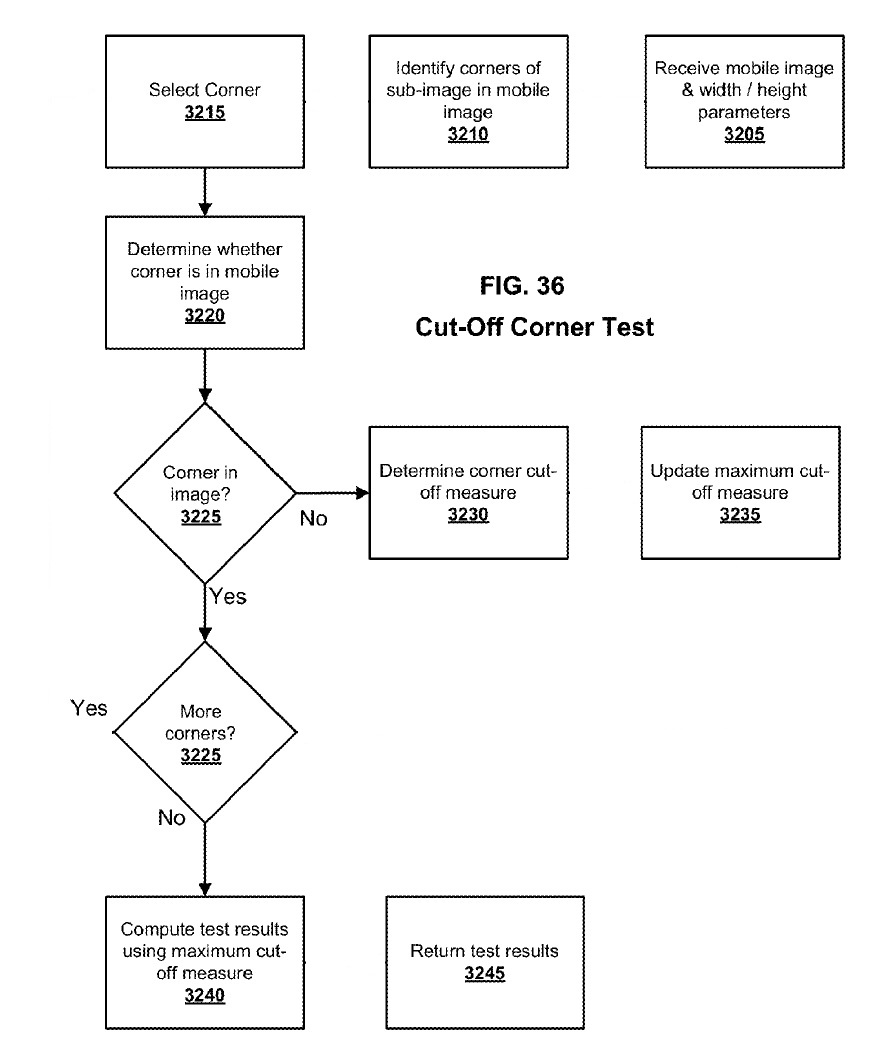 Select Corner
3215
Identify corners of
sub-image in mobile
image
3210
Receive mobile image
& width / height
parameters
3205
Determine whether
corner is in mobile
image
3220
FIG. 36
Cut-Off Corner Test
Corner in
image?
3225
No
Determine corner cut-
off measure
3230
Update maximum cut-
off measure
3235
Yes
Yes
More
corners?
3225
No
Compute test results
using maximum cut-
off measure
3240
Return test results
3245